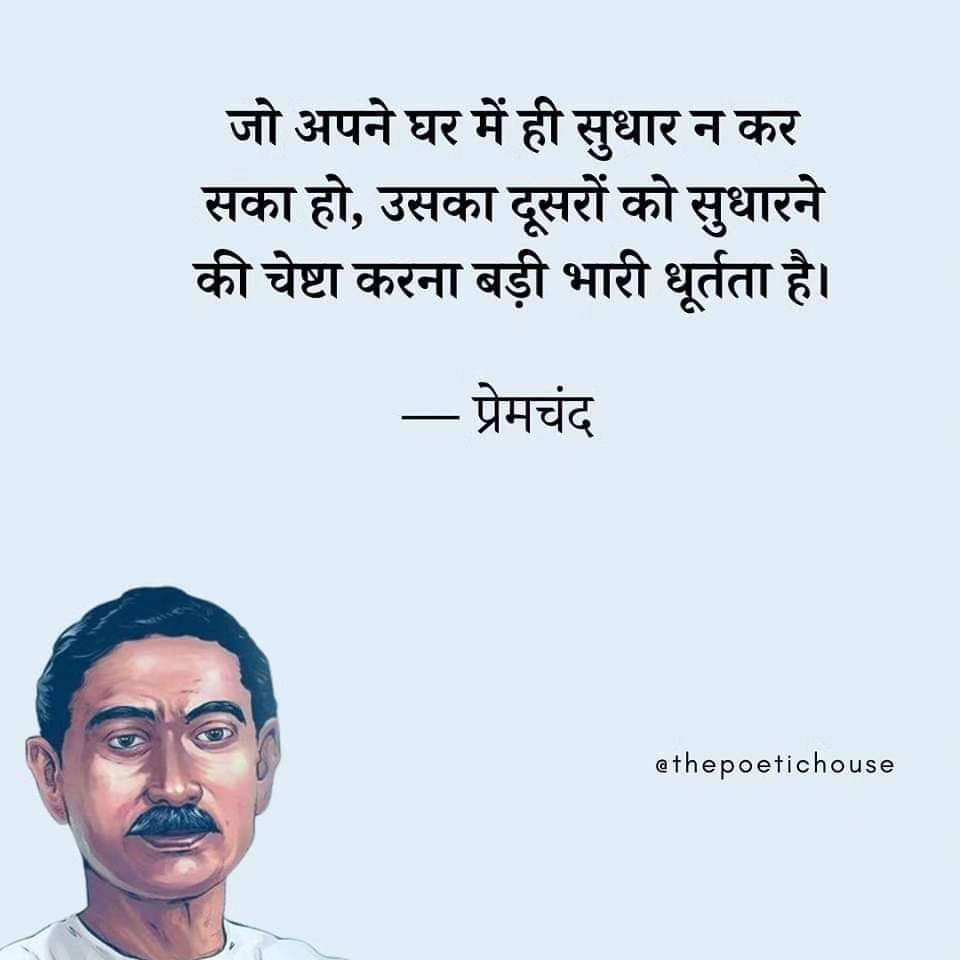 जो अपने घर में ही सुधार न कर
सका हो, उसका दूसरों को सुधारने
की चेष्टा करना बड़ी भारी धूर्तता है।
— प्रेमचंद
@thepoetichouse